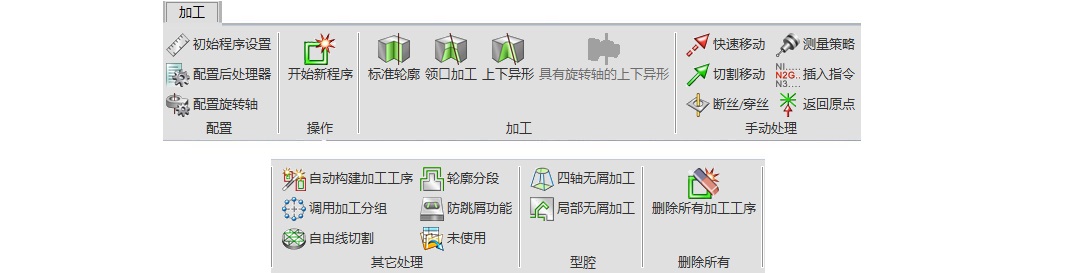 加工
初始程序设置
配置后处理器
配置旋转轴
配置
开始新程序
操作
标准轮廓 领口加工 上下异形 具有旋转轴的上下异形
加工
快速移动 测量策略
切割移动 N1..... N2G.. N3.... 插入指令
断丝/穿丝 返回原点
手动处理
自动构建加工工序 轮廓分段
调用加工分组 防跳屑功能
自由线切割 未使用
其它处理
四轴无屑加工
局部无屑加工
型腔
删除所有加工工序
删除所有